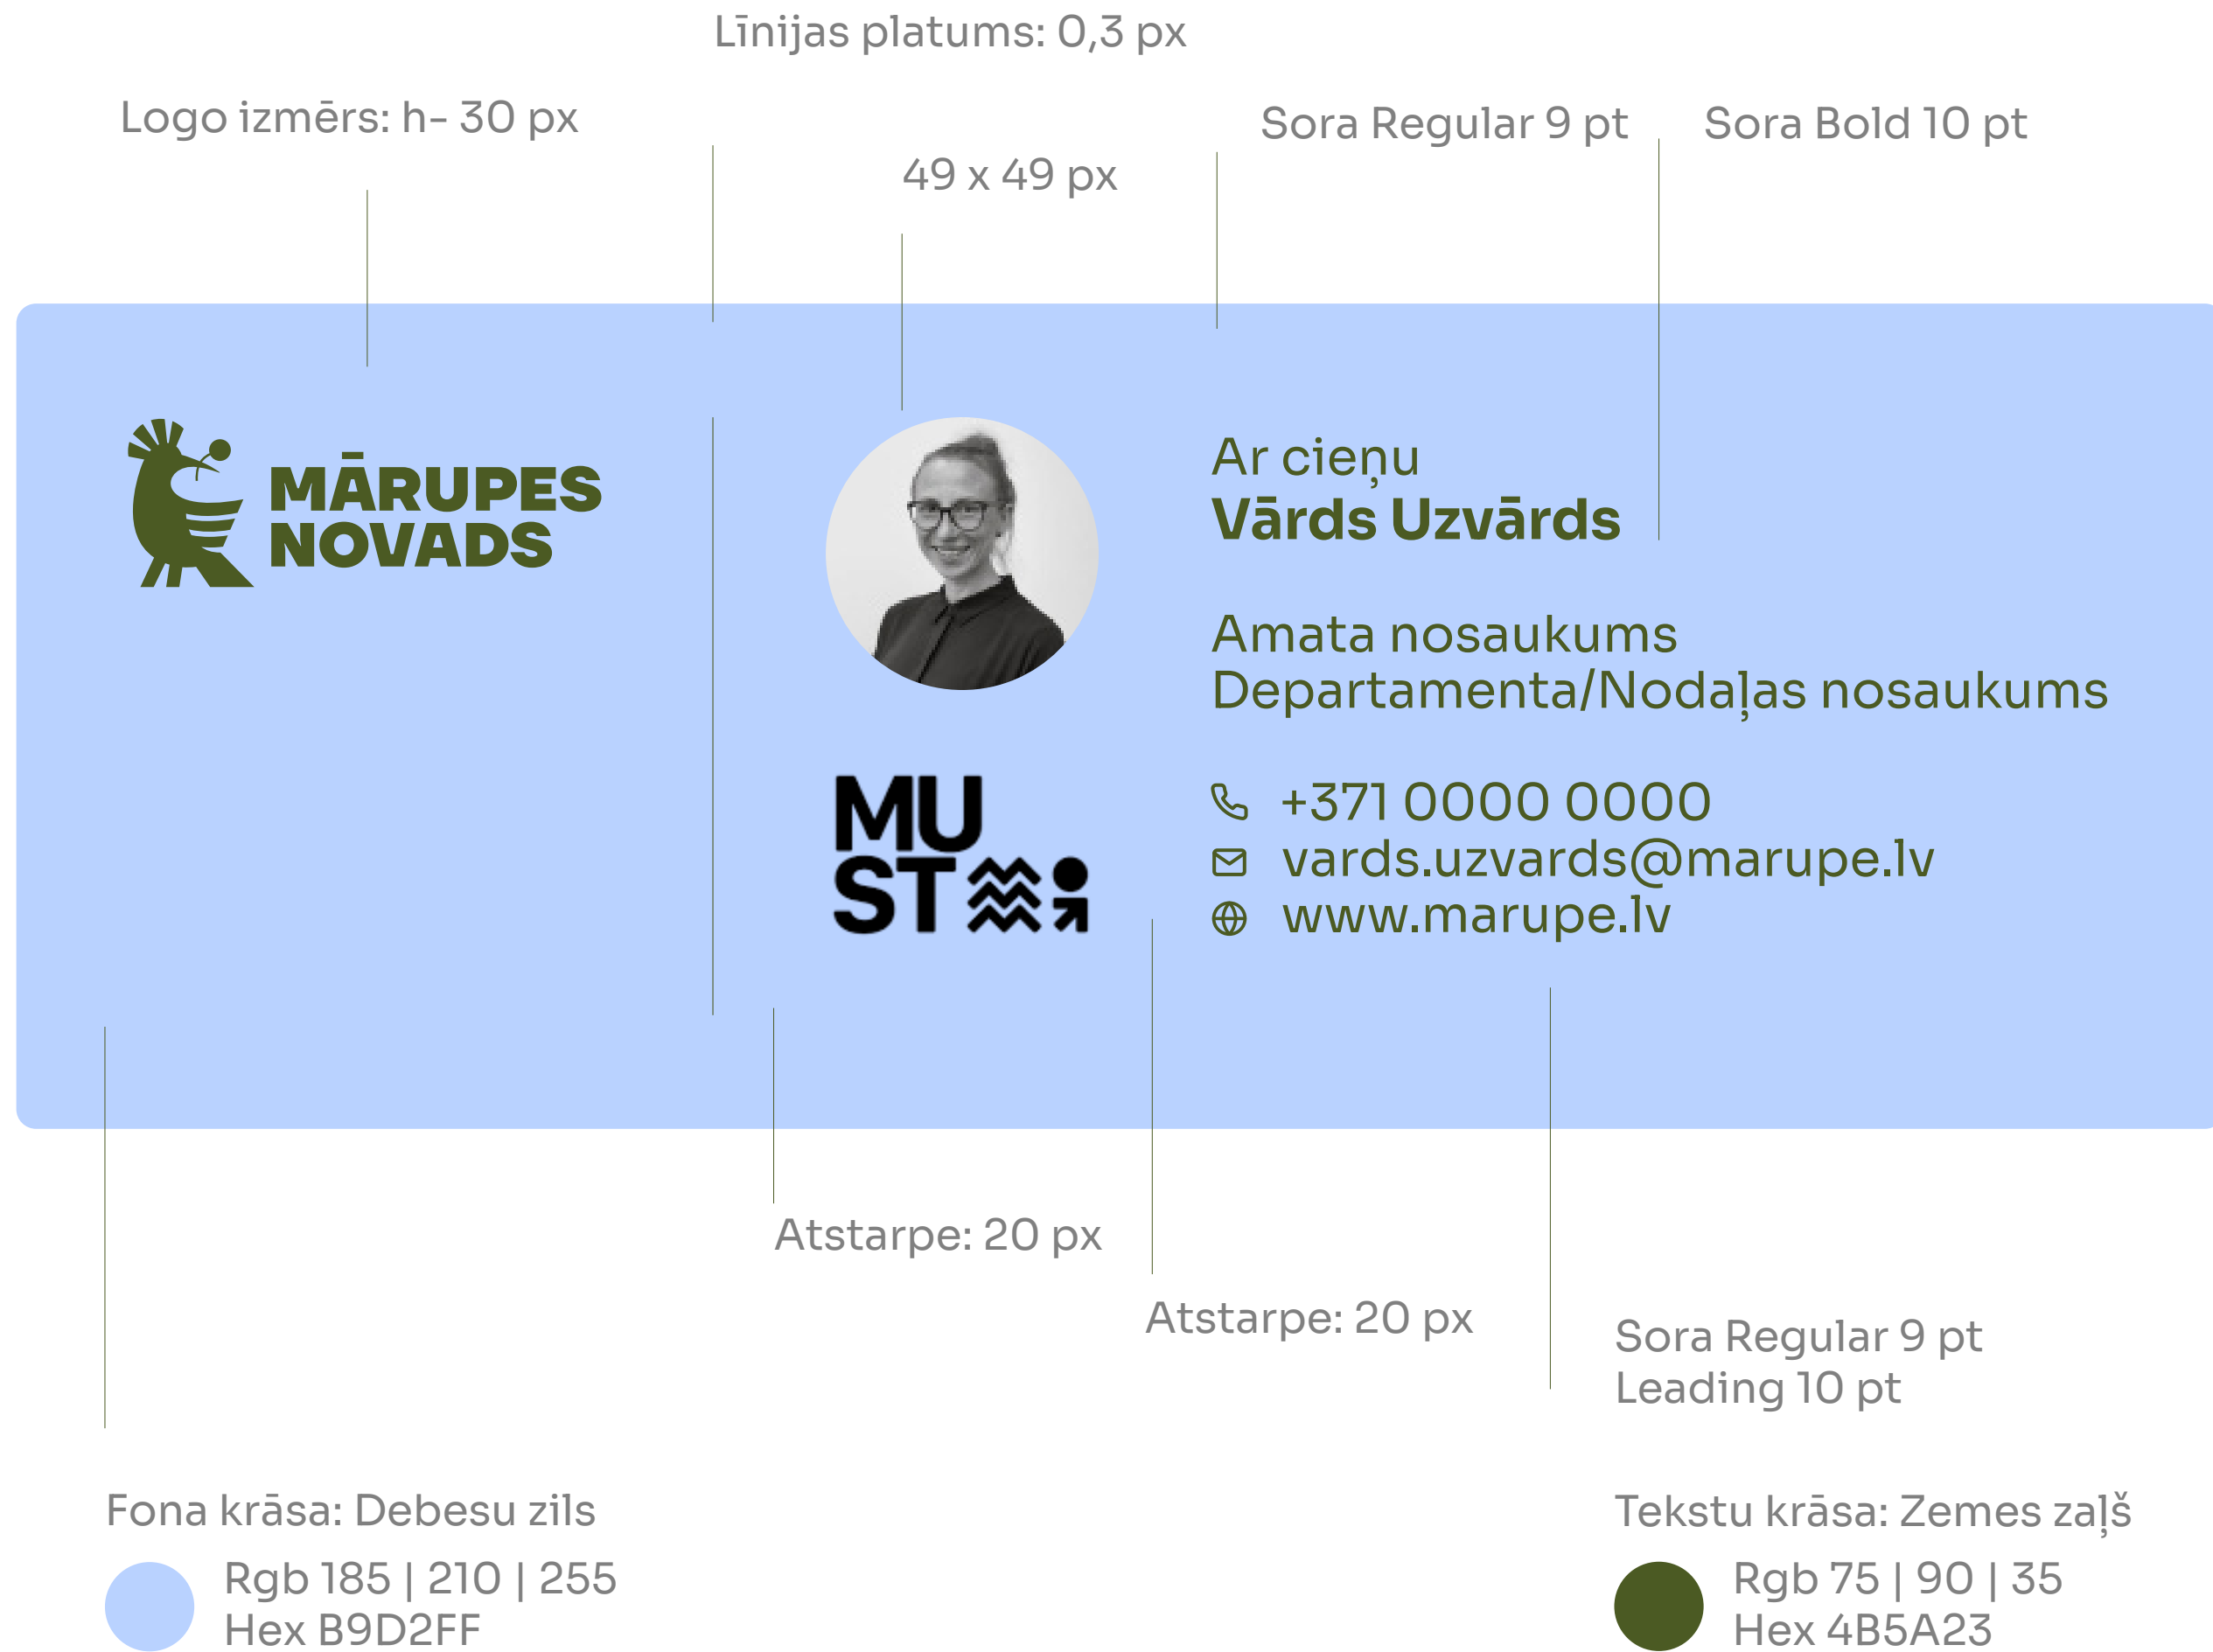 Līnijas platums: 0,3 px
Logo izmērs: h- 30 px
Sora Regular 9 pt
Sora Bold 10 pt
49 x 49 px
MĀRUPES
NOVADS
Ar cieņu
Vārds Uzvārds
Amata nosaukums
Departamenta/Nodaļas nosaukums
MU
ST
+371 0000 0000
vards.uzvards@marupe.lv
www.marupe.lv
Atstarpe: 20 px
Atstarpe: 20 px
Sora Regular 9 pt
Leading 10 pt
Fona krāsa: Debesu zils
Rgb 185 | 210 | 255
Hex B9D2FF
Tekstu krāsa: Zemes zaļš
Rgb 75 | 90 | 35
Hex 4B5A23